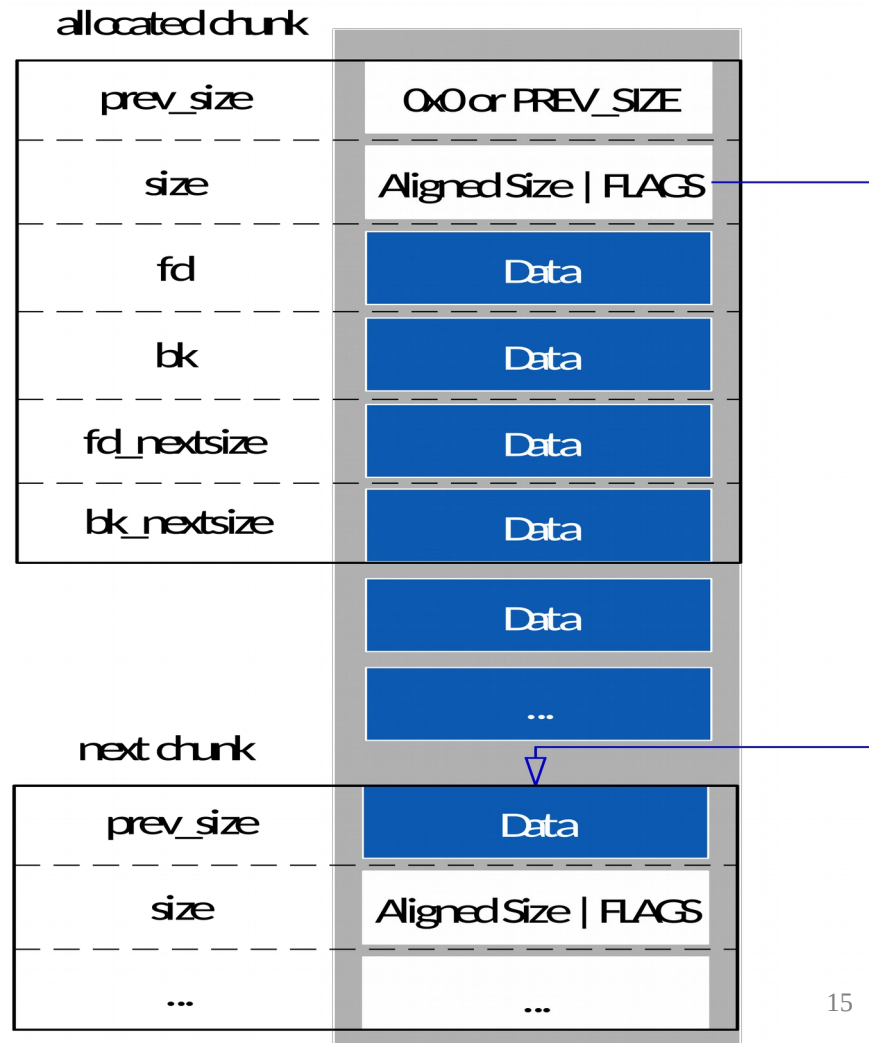 allocated chunk
prev_size 0x0 or PREV_SIZE
size Aligned Size | FLAGS
fd Data
bk Data
fd_nextsize Data
bk_nextsize Data
Data
...
next chunk
prev_size Data
size Aligned Size | FLAGS
... ...
15